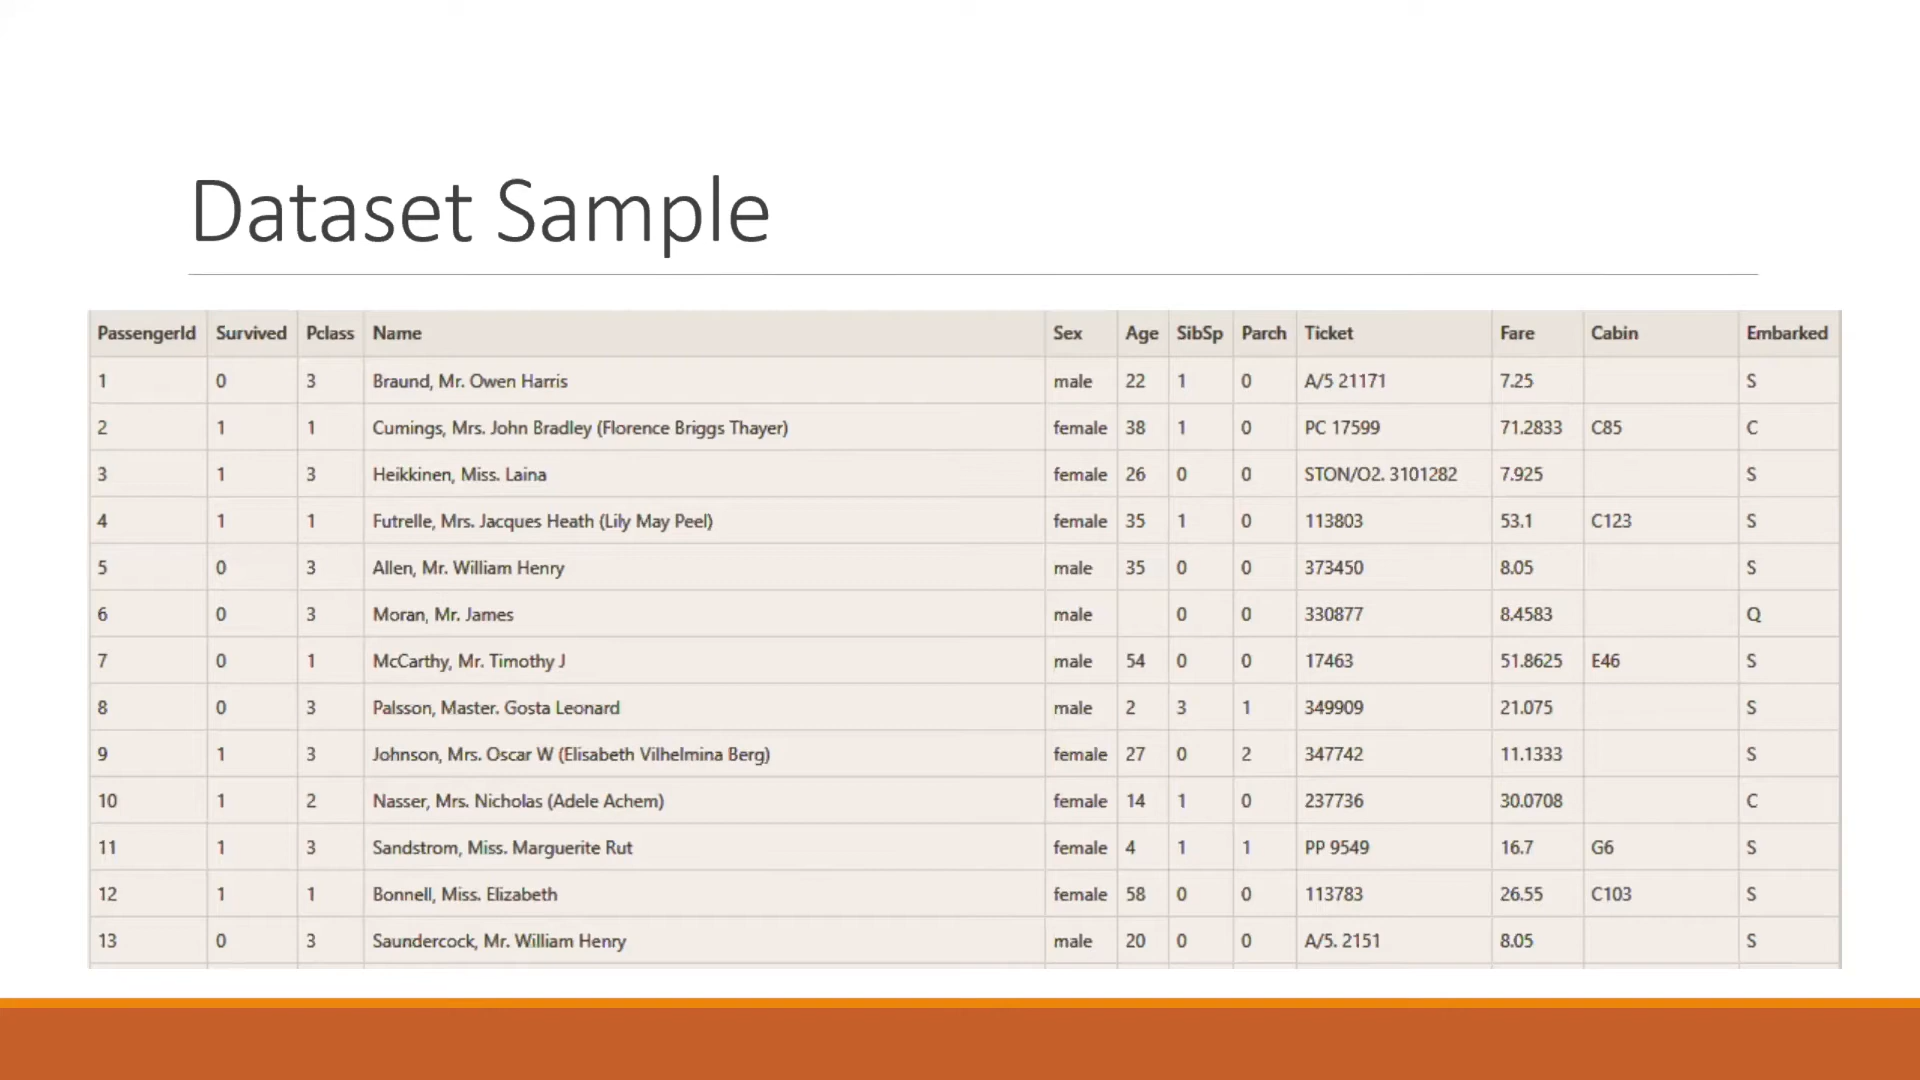 Dataset Sample
PassengerId Survived Pclass Name Sex Age SibSp Parch Ticket Fare Cabin Embarked
1 0 3 Braund, Mr. Owen Harris male 22 1 0 A/5 21171 7.25 S
2 1 1 Cumings, Mrs. John Bradley (Florence Briggs Thayer) female 38 1 0 PC 17599 71.2833 C85 C
3 1 3 Heikkinen, Miss. Laina female 26 0 0 STON/O2. 3101282 7.925 S
4 1 1 Futrelle, Mrs. Jacques Heath (Lily May Peel) female 35 1 0 113803 53.1 C123 S
5 0 3 Allen, Mr. William Henry male 35 0 0 373450 8.05 S
6 0 3 Moran, Mr. James male 0 0 330877 8.4583 Q
7 0 1 McCarthy, Mr. Timothy J male 54 0 0 17463 51.8625 E46 S
8 0 3 Palsson, Master. Gosta Leonard male 2 3 1 349909 21.075 S
9 1 3 Johnson, Mrs. Oscar W (Elisabeth Vilhelmina Berg) female 27 0 2 347742 11.1333 S
10 1 2 Nasser, Mrs. Nicholas (Adele Achem) female 14 1 0 237736 30.0708 C
11 1 3 Sandstrom, Miss. Marguerite Rut female 4 1 1 PP 9549 16.7 G6 S
12 1 1 Bonnell, Miss. Elizabeth female 58 0 0 113783 26.55 C103 S
13 0 3 Saundercock, Mr. William Henry male 20 0 0 A/5. 2151 8.05 S